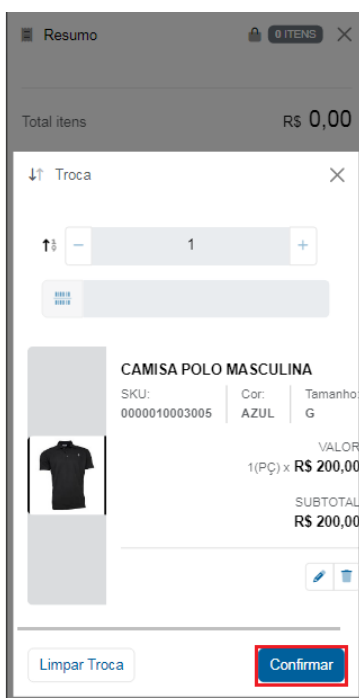 Resumo 0 ITENS
Total itens R$ 0,00
Troca
1
CAMISA POLO MASCULINA
SKU: Cor: Tamanho:
0000010003005 AZUL G
VALOR
1(PÇ) x R$ 200,00
SUBTOTAL
R$ 200,00
Limpar Troca Confirmar